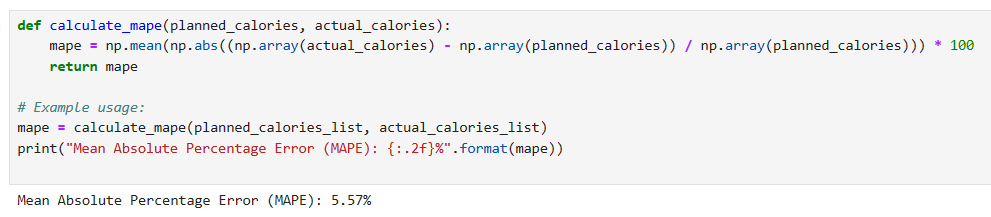 def calculate_mape(planned_calories, actual_calories):
    mape = np.mean(np.abs((np.array(actual_calories) - np.array(planned_calories)) / np.array(planned_calories))) * 100
    return mape

# Example usage:
mape = calculate_mape(planned_calories_list, actual_calories_list)
print("Mean Absolute Percentage Error (MAPE): {:.2f}%".format(mape))

Mean Absolute Percentage Error (MAPE): 5.57%